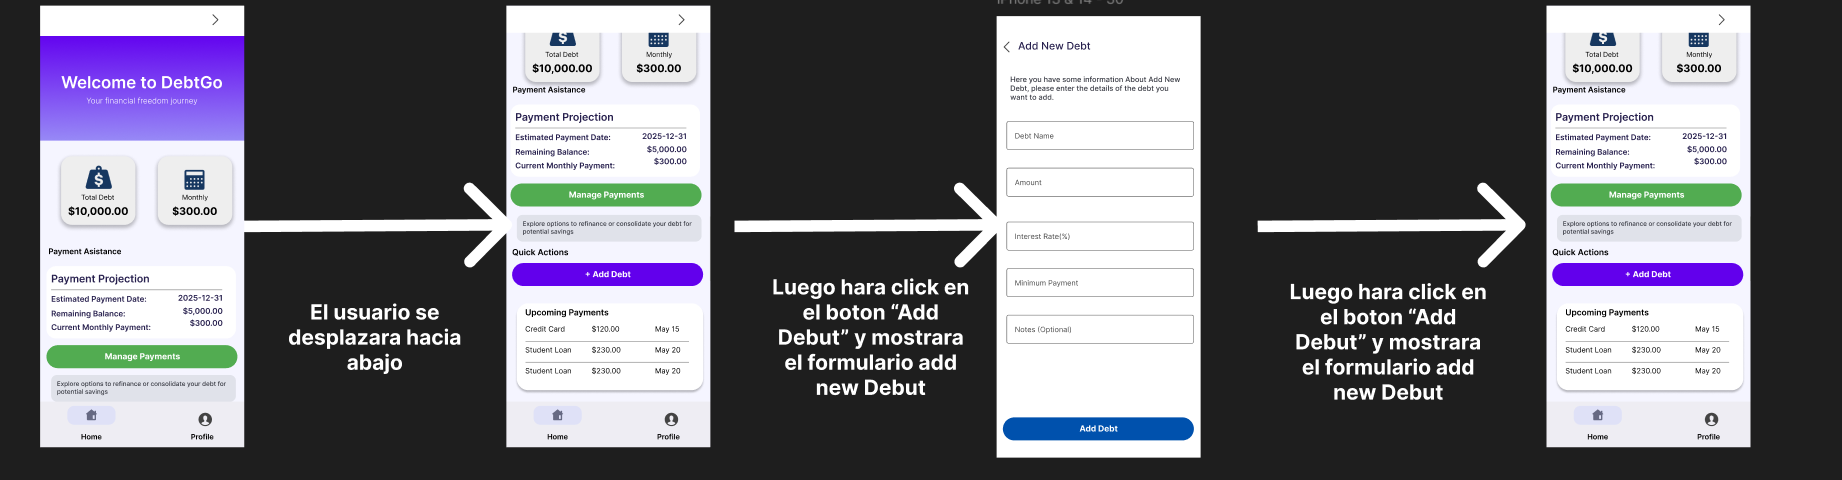 Welcome to DebtGo
Your financial freedom journey
Total Debt
$10,000.00
Monthly
$300.00
Payment Asistance
Payment Projection
Estimated Payment Date: 2025-12-31
Remaining Balance: $5,000.00
Current Monthly Payment: $300.00
Manage Payments
Explore options to refinance or consolidate your debt for
potential savings
Home
Profile
El usuario se
desplazara hacia
abajo
Total Debt
$10,000.00
Monthly
$300.00
Payment Asistance
Payment Projection
Estimated Payment Date: 2025-12-31
Remaining Balance: $5,000.00
Current Monthly Payment: $300.00
Manage Payments
Explore options to refinance or consolidate your debt for
potential savings
Quick Actions
+ Add Debt
Upcoming Payments
Credit Card $120.00 May 15
Student Loan $230.00 May 20
Student Loan $230.00 May 20
Home
Profile
Luego hara click en
el boton “Add
Debut” y mostrara
el formulario add
new Debut
iPhone 13 & 14 - 50
Add New Debt
Here you have some information About Add New
Debt, please enter the details of the debt you
want to add.
Debt Name
Amount
Interest Rate(%)
Minimum Payment
Notes (Optional)
Add Debt
Luego hara click en
el boton “Add
Debut” y mostrara
el formulario add
new Debut
Total Debt
$10,000.00
Monthly
$300.00
Payment Asistance
Payment Projection
Estimated Payment Date: 2025-12-31
Remaining Balance: $5,000.00
Current Monthly Payment: $300.00
Manage Payments
Explore options to refinance or consolidate your debt for
potential savings
Quick Actions
+ Add Debt
Upcoming Payments
Credit Card $120.00 May 15
Student Loan $230.00 May 20
Student Loan $230.00 May 20
Home
Profile